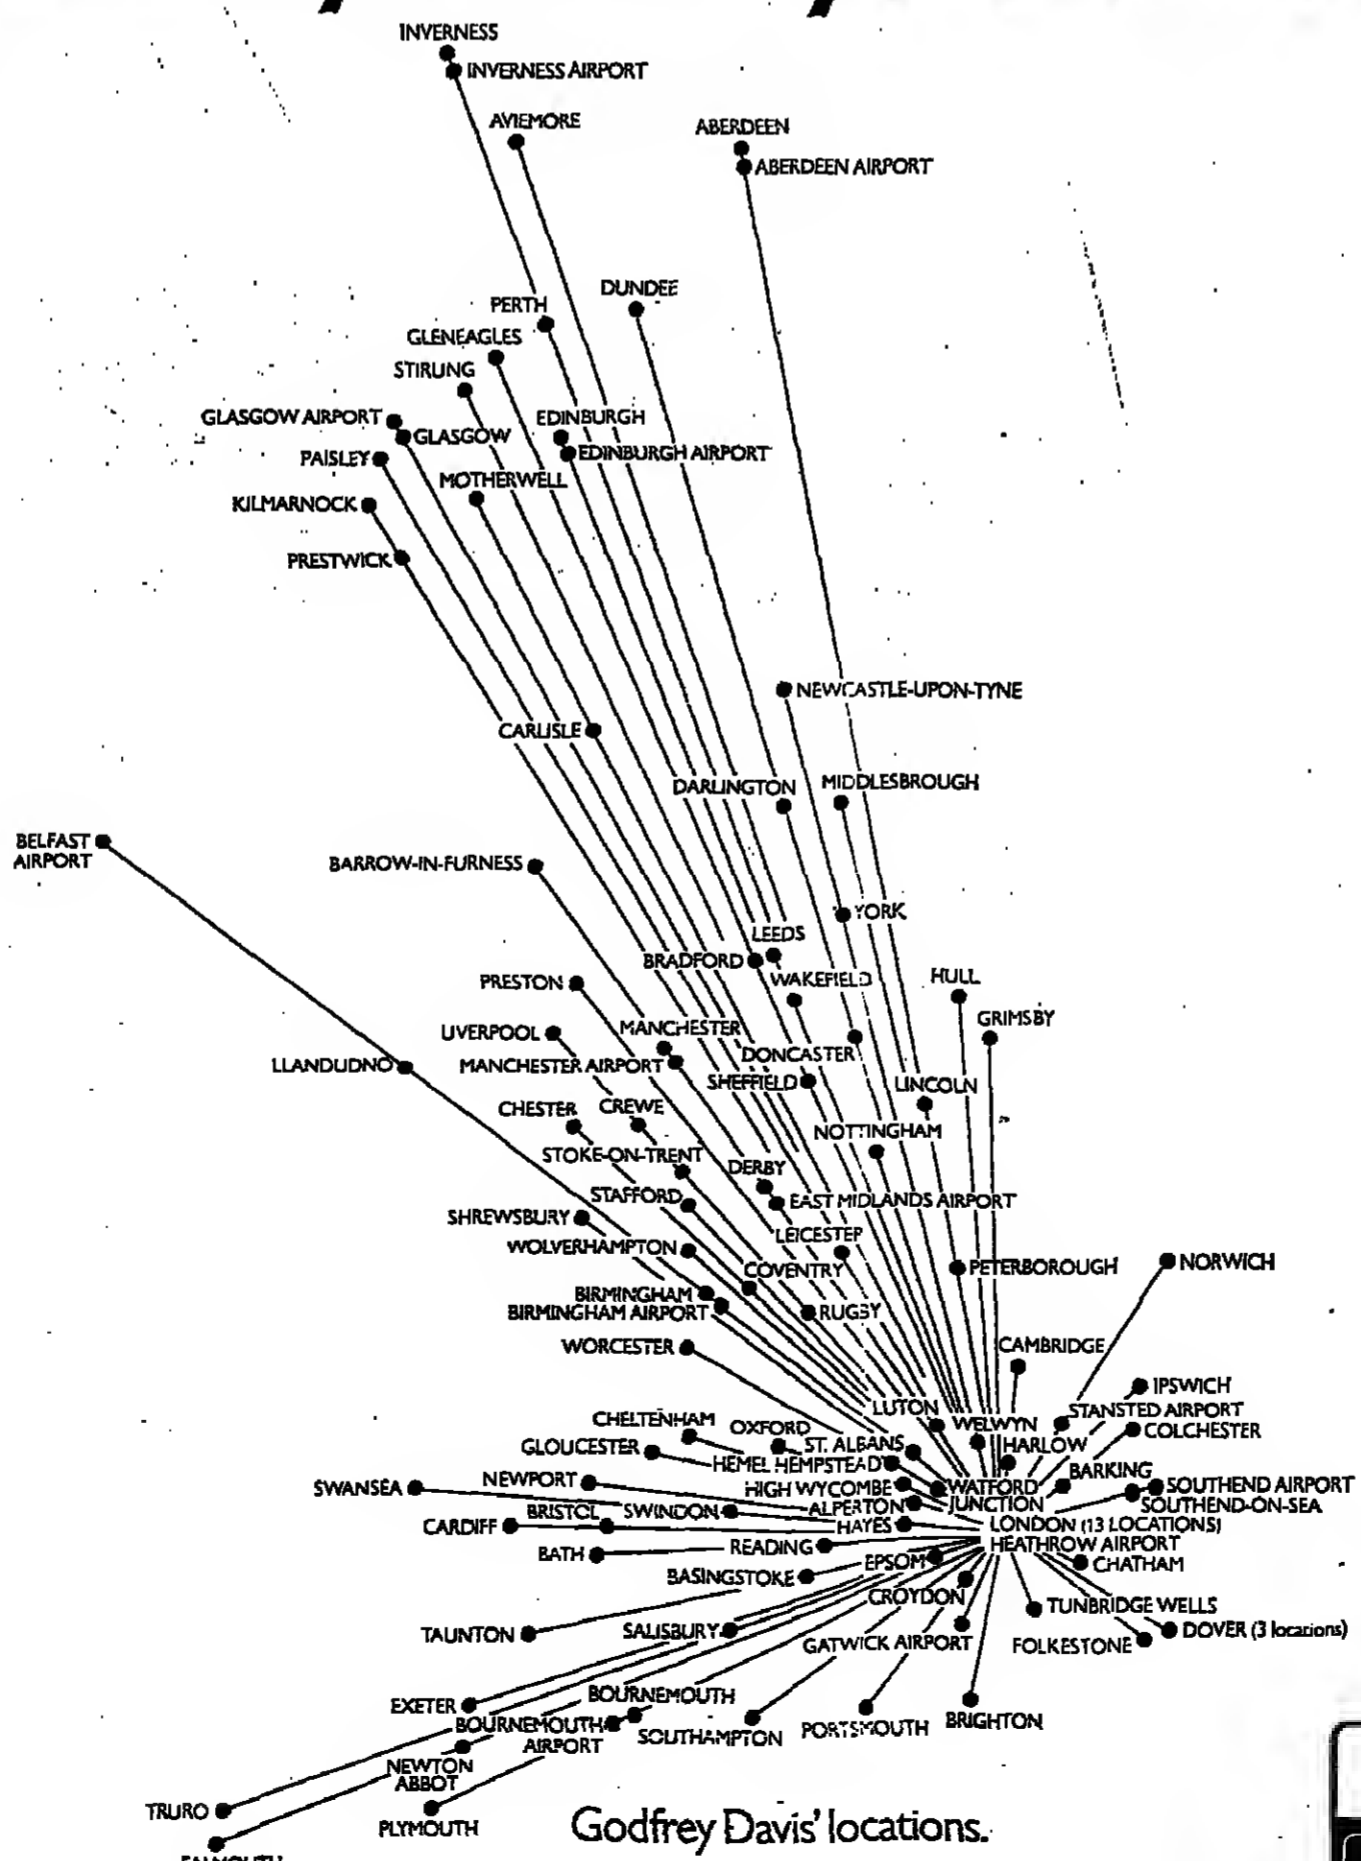 INVERNESS
INVERNESS AIRPORT
AVIEMORE
ABERDEEN
ABERDEEN AIRPORT
DUNDEE
PERTH
GLENEAGLES
STIRLING
GLASGOW AIRPORT
EDINBURGH
GLASGOW
EDINBURGH AIRPORT
PAISLEY
MOTHERWELL
KILMARNOCK
PRESTWICK
NEWCASTLE-UPON-TYNE
CARLISLE
DARLINGTON
MIDDLESBROUGH
BELFAST
AIRPORT
BARROW-IN-FURNESS
YORK
LEEDS
BRADFORD
WAKEFIELD
HULL
PRESTON
GRIMSBY
LIVERPOOL
MANCHESTER
DONCASTER
LLANDUDNO
MANCHESTER AIRPORT
SHEFFIELD
LINCOLN
CHESTER
CREWE
NOTTINGHAM
STOKE-ON-TRENT
DERBY
STAFFORD
EAST MIDLANDS AIRPORT
SHREWSBURY
LEICESTER
WOLVERHAMPTON
COVENTRY
PETERBOROUGH
NORWICH
BIRMINGHAM
BIRMINGHAM AIRPORT
RUGBY
WORCESTER
CAMBRIDGE
IPSWICH
LUTON
STANSTED AIRPORT
CHELTENHAM
OXFORD
WELWYN
COLCHESTER
GLOUCESTER
ST. ALBANS
HARLOW
HEMEL HEMPSTEAD
BARKING
SWANSEA
NEWPORT
HIGH WYCOMBE
WATFORD
JUNCTION
SOUTHEND AIRPORT
SOUTHEND-ON-SEA
BRISTOL
SWINDON
ALPERTON
CARDIFF
HAYES
LONDON (13 LOCATIONS)
BATH
READING
HEATHROW AIRPORT
EPSOM
CHATHAM
BASINGSTOKE
CROYDON
TUNBRIDGE WELLS
TAUNTON
SALISBURY
GATWICK AIRPORT
FOLKESTONE
DOVER (3 locations)
EXETER
BOURNEMOUTH
BOURNEMOUTH
AIRPORT
SOUTHAMPTON
PORTSMOUTH
BRIGHTON
NEWTON
ABBOT
TRURO
PLYMOUTH
FALMOUTH
Godfrey Davis' locations.